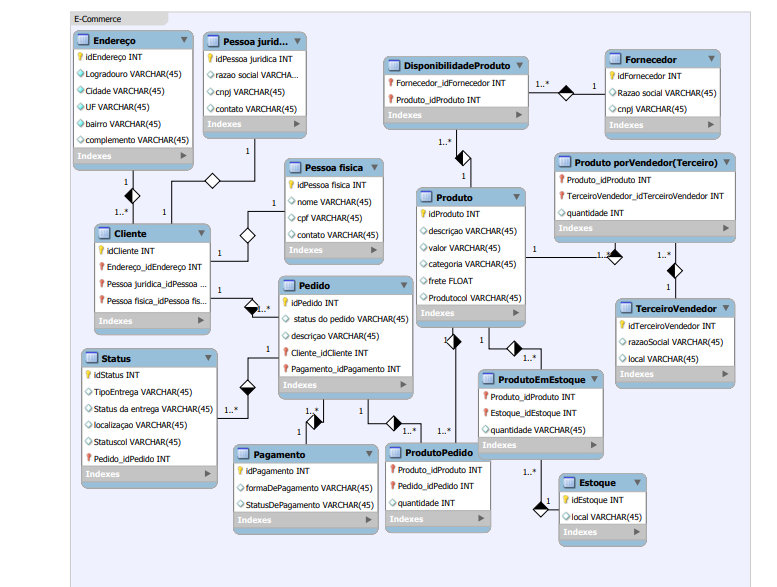 E-Commerce
Endereço
idEndereço INT
Logradouro VARCHAR(45)
Cidade VARCHAR(45)
UF VARCHAR(45)
bairro VARCHAR(45)
complemento VARCHAR(45)
Indexes
Pessoa jurid...
idPessoa juridica INT
razao social VARCHA...
cnpj VARCHAR(45)
contato VARCHAR(45)
Indexes
DisponibilidadeProduto
Fornecedor_idFornecedor INT
Produto_idProduto INT
Indexes
1..*
1
Fornecedor
idFornecedor INT
Razao social VARCHAR(45)
cnpj VARCHAR(45)
Indexes
1
1..*
1
1
1..*
1
Pessoa fisica
idPessoa fisica INT
nome VARCHAR(45)
cpf VARCHAR(45)
contato VARCHAR(45)
Indexes
1
1
Produto
idProduto INT
descriçao VARCHAR(45)
valor VARCHAR(45)
categoria VARCHAR(45)
frete FLOAT
Produtocol VARCHAR(45)
Indexes
Produto porVendedor(Terceiro)
Produto_idProduto INT
TerceiroVendedor_idTerceiroVendedor INT
quantidade INT
Indexes
1
1..*
1..*
1
Cliente
idCliente INT
Endereço_idEndereço INT
Pessoa juridica_idPessoa ...
Pessoa fisica_idPessoa fis...
Indexes
1
1..*
Pedido
idPedido INT
status do pedido VARCHAR(45)
descriçao VARCHAR(45)
Cliente_idCliente INT
Pagamento_idPagamento INT
Indexes
TerceiroVendedor
idTerceiroVendedor INT
razaoSocial VARCHAR(45)
local VARCHAR(45)
Indexes
Status
idStatus INT
TipoEntrega VARCHAR(45)
Status da entrega VARCHAR(45)
localizaçao VARCHAR(45)
Statuscol VARCHAR(45)
Pedido_idPedido INT
Indexes
1
1..*
1..*
1
1
1..*
1
1..*
1
1..*
ProdutoEmEstoque
Produto_idProduto INT
Estoque_idEstoque INT
quantidade VARCHAR(45)
Indexes
Pagamento
idPagamento INT
formaDePagamento VARCHAR(45)
StatusDePagamento VARCHAR(45)
Indexes
ProdutoPedido
Produto_idProduto INT
Pedido_idPedido INT
quantidade INT
Indexes
1..*
1
Estoque
idEstoque INT
local VARCHAR(45)
Indexes